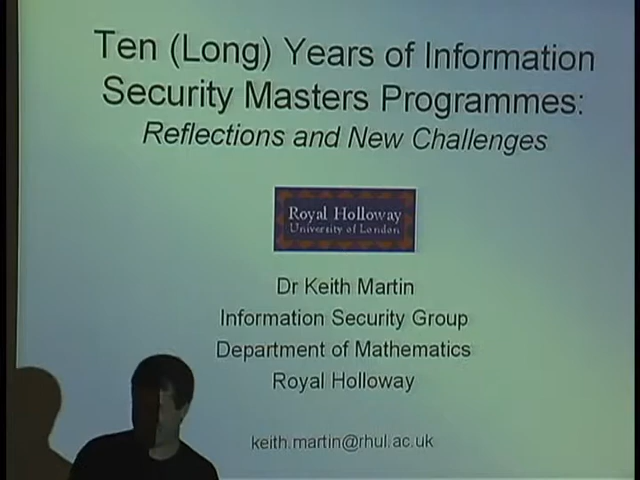 Ten (Long) Years of Information
Security Masters Programmes:
Reflections and New Challenges
Royal Holloway
University of London
Dr Keith Martin
Information Security Group
Department of Mathematics
Royal Holloway
keith.martin@rhul.ac.uk